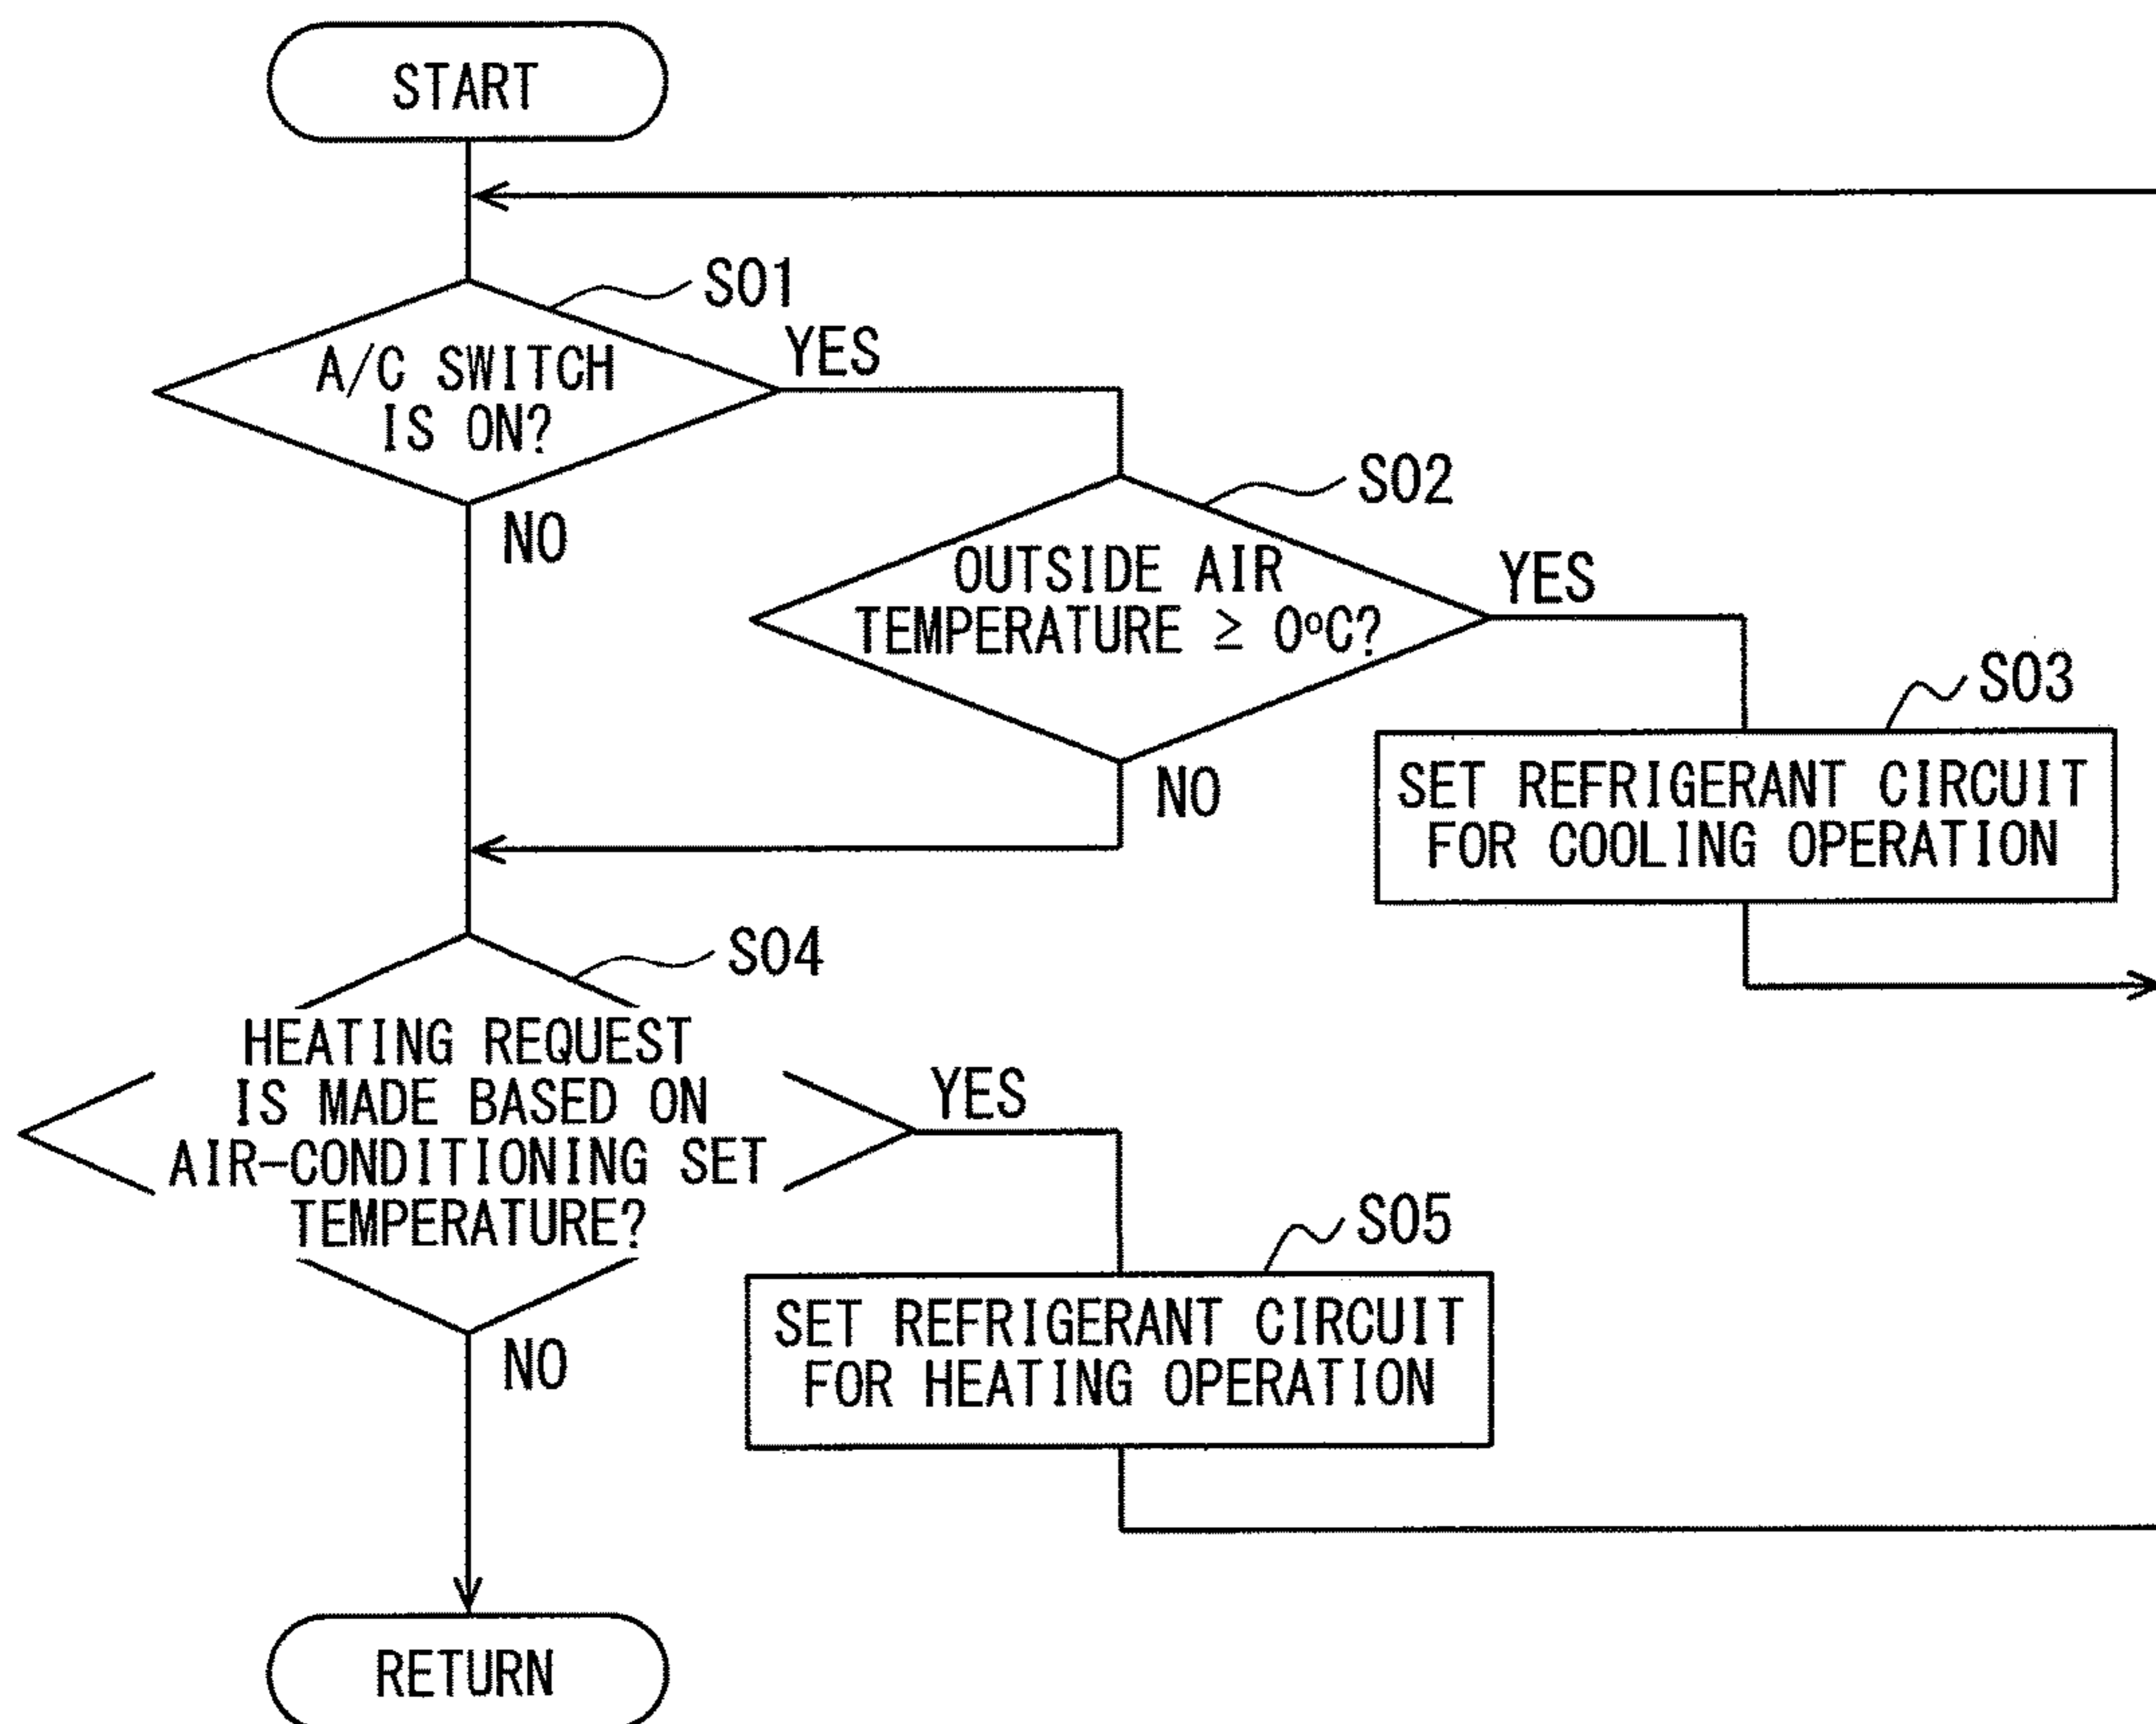 START
S01
A/C SWITCH
IS ON?
YES
NO
S02
OUTSIDE AIR
TEMPERATURE ≥ 0°C?
YES
NO
S03
SET REFRIGERANT CIRCUIT
FOR COOLING OPERATION
S04
HEATING REQUEST
IS MADE BASED ON
AIR-CONDITIONING SET
TEMPERATURE?
YES
NO
S05
SET REFRIGERANT CIRCUIT
FOR HEATING OPERATION
RETURN